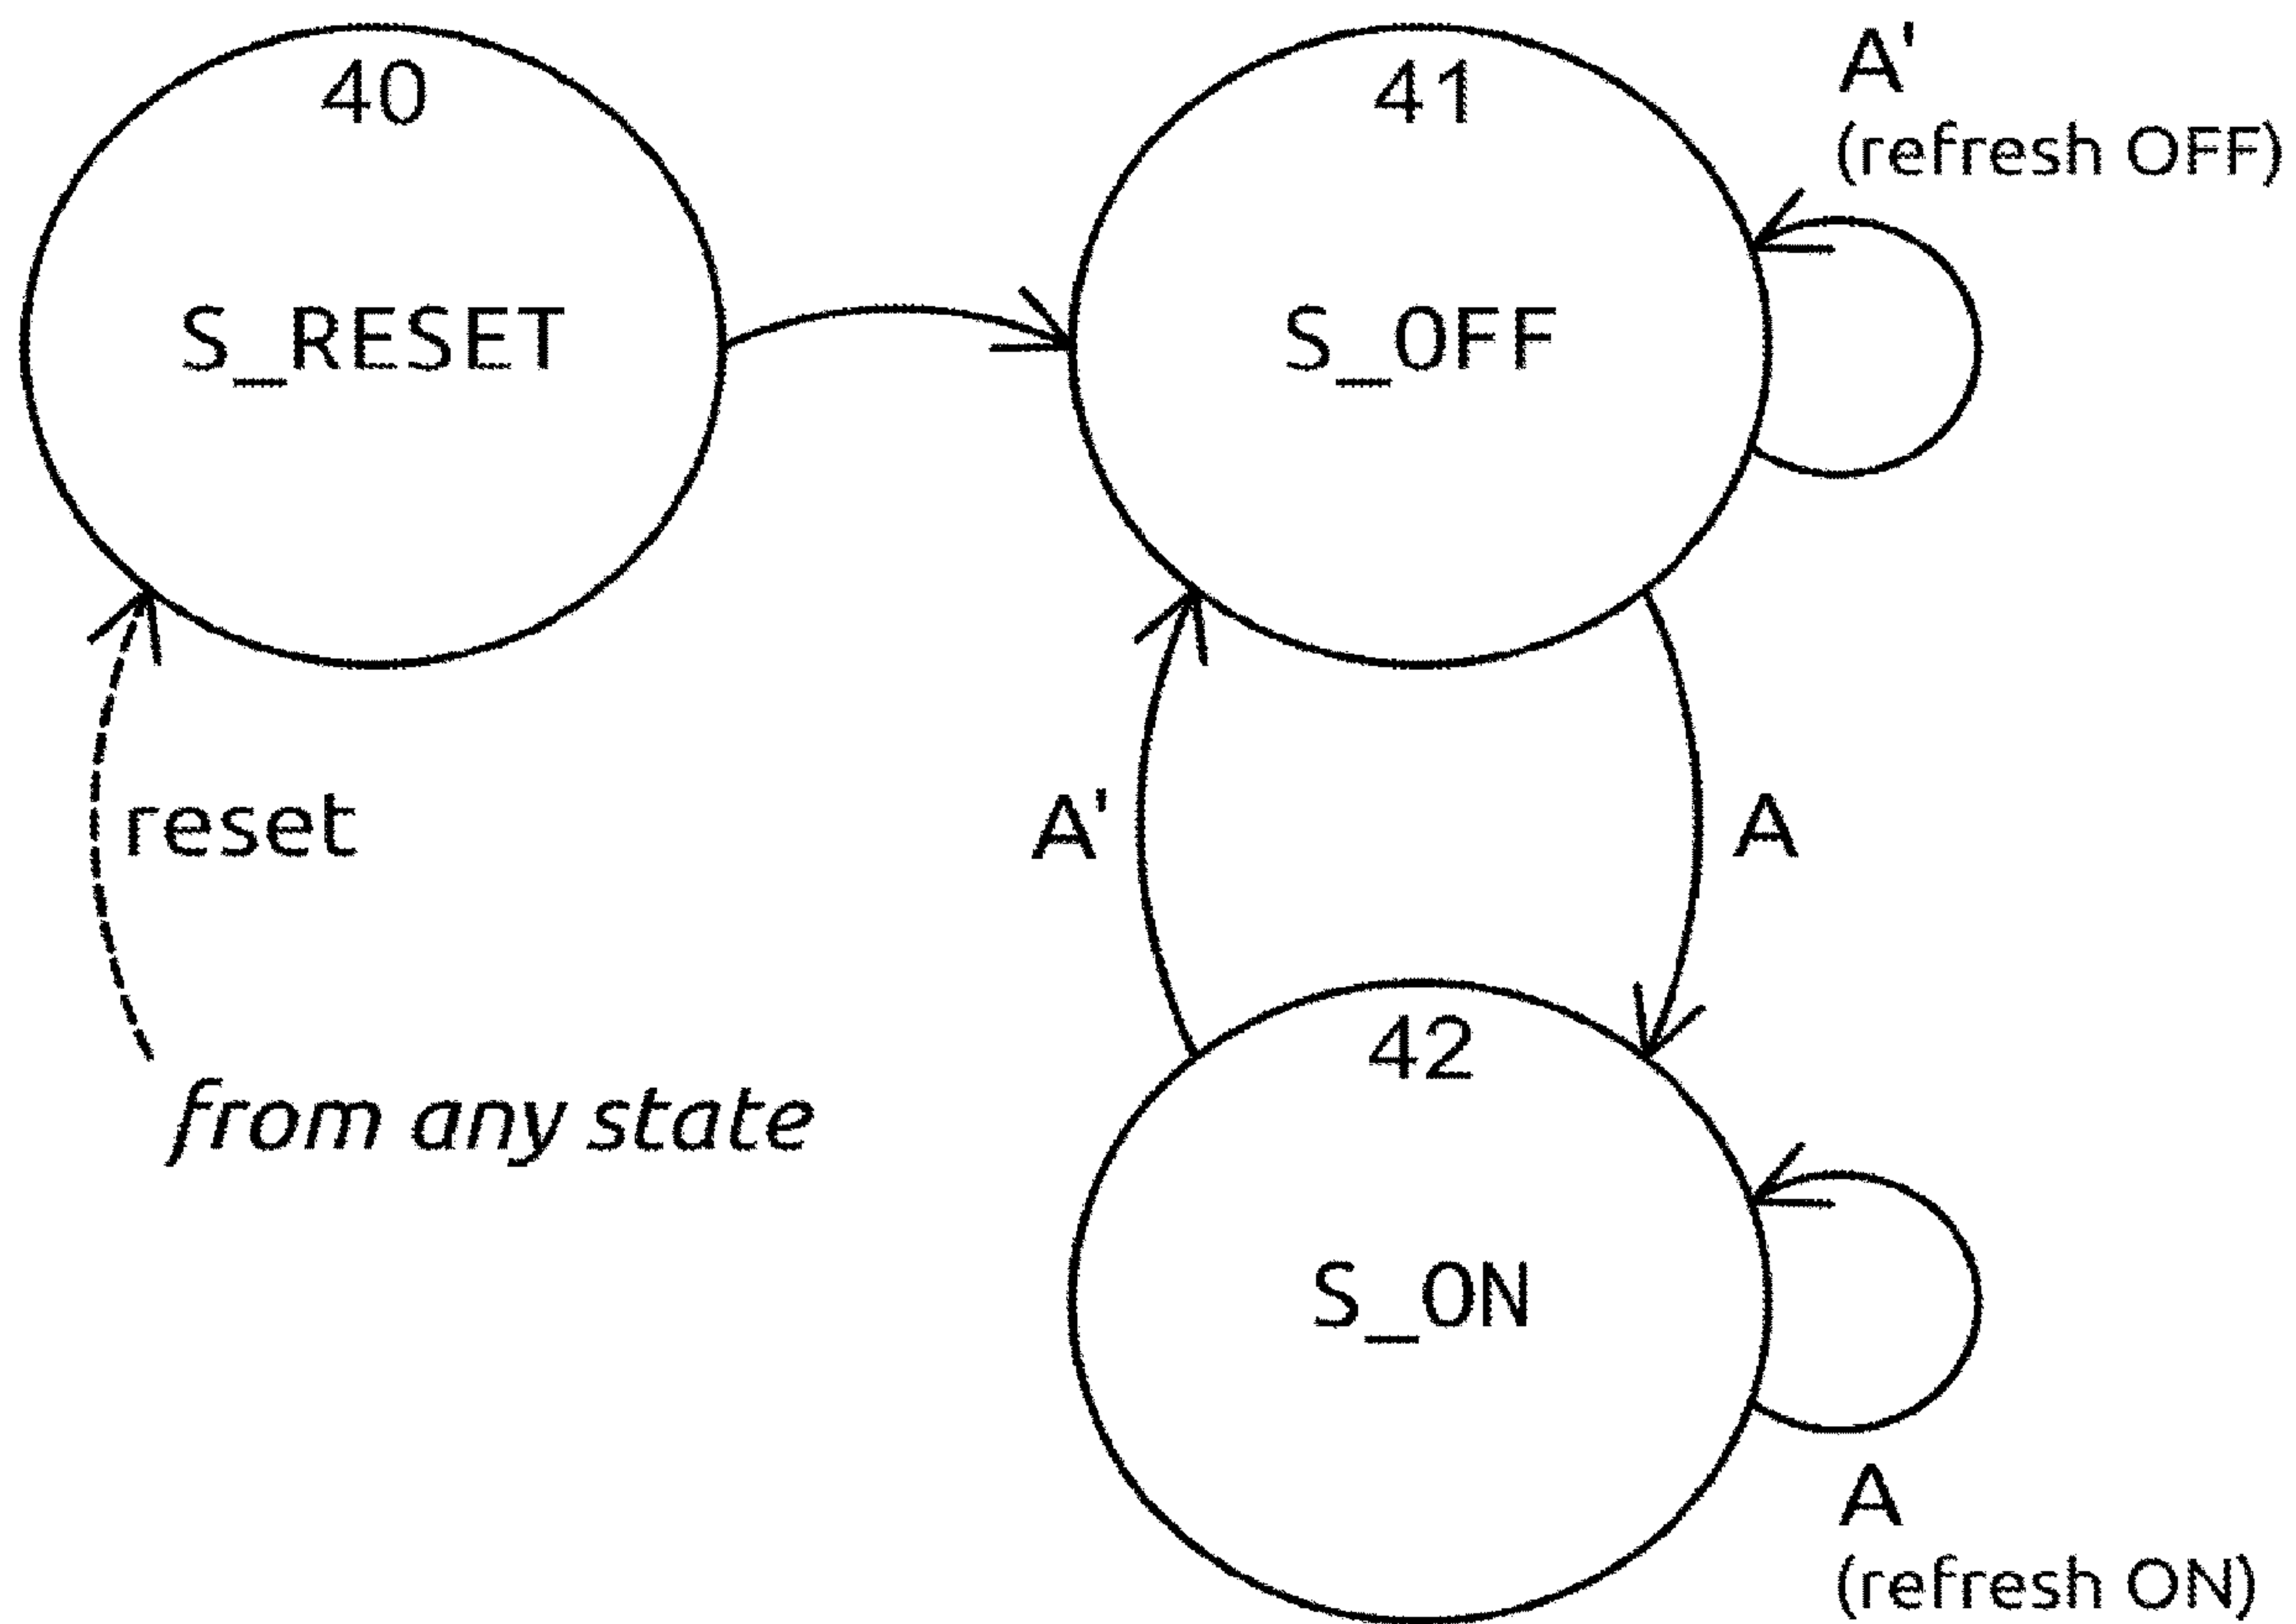 40
S_RESET
41
S_OFF
A'
(refresh OFF)
reset
from any state
A'
A
42
S_ON
A
(refresh ON)